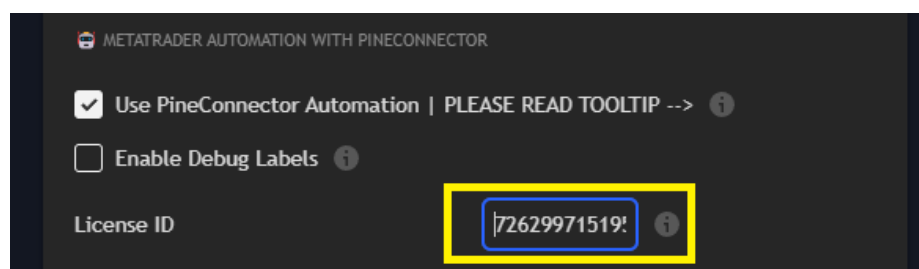 METATRADER AUTOMATION WITH PINECONNECTOR
Use PineConnector Automation | PLEASE READ TOOLTIP -->
Enable Debug Labels
License ID 72629971519